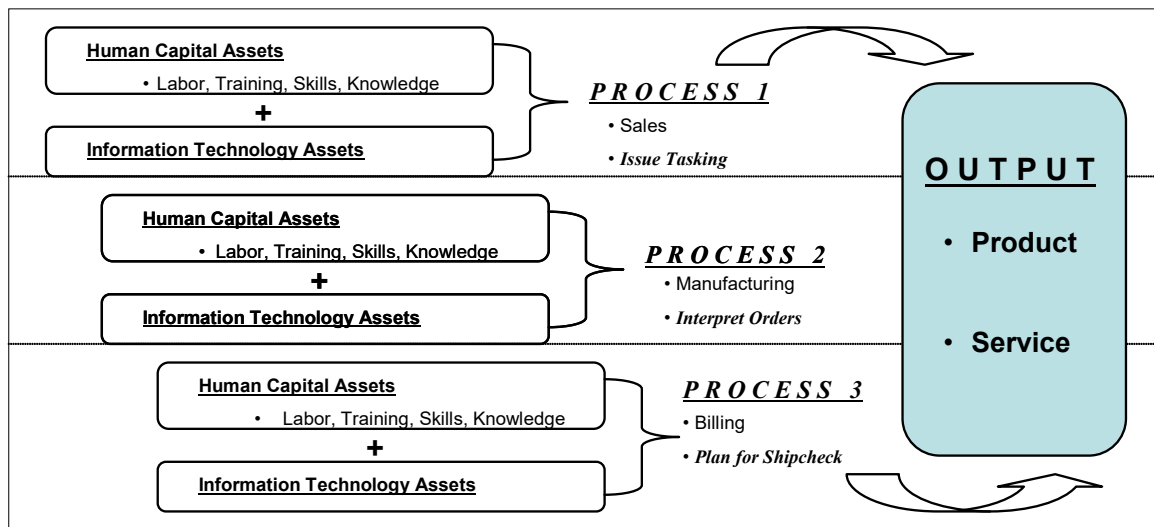 Human Capital Assets
• Labor, Training, Skills, Knowledge
+
Information Technology Assets
PROCESS 1
• Sales
• Issue Tasking
Human Capital Assets
• Labor, Training, Skills, Knowledge
+
Information Technology Assets
PROCESS 2
• Manufacturing
• Interpret Orders
Human Capital Assets
• Labor, Training, Skills, Knowledge
+
Information Technology Assets
PROCESS 3
• Billing
• Plan for Shipcheck
OUTPUT
• Product
• Service